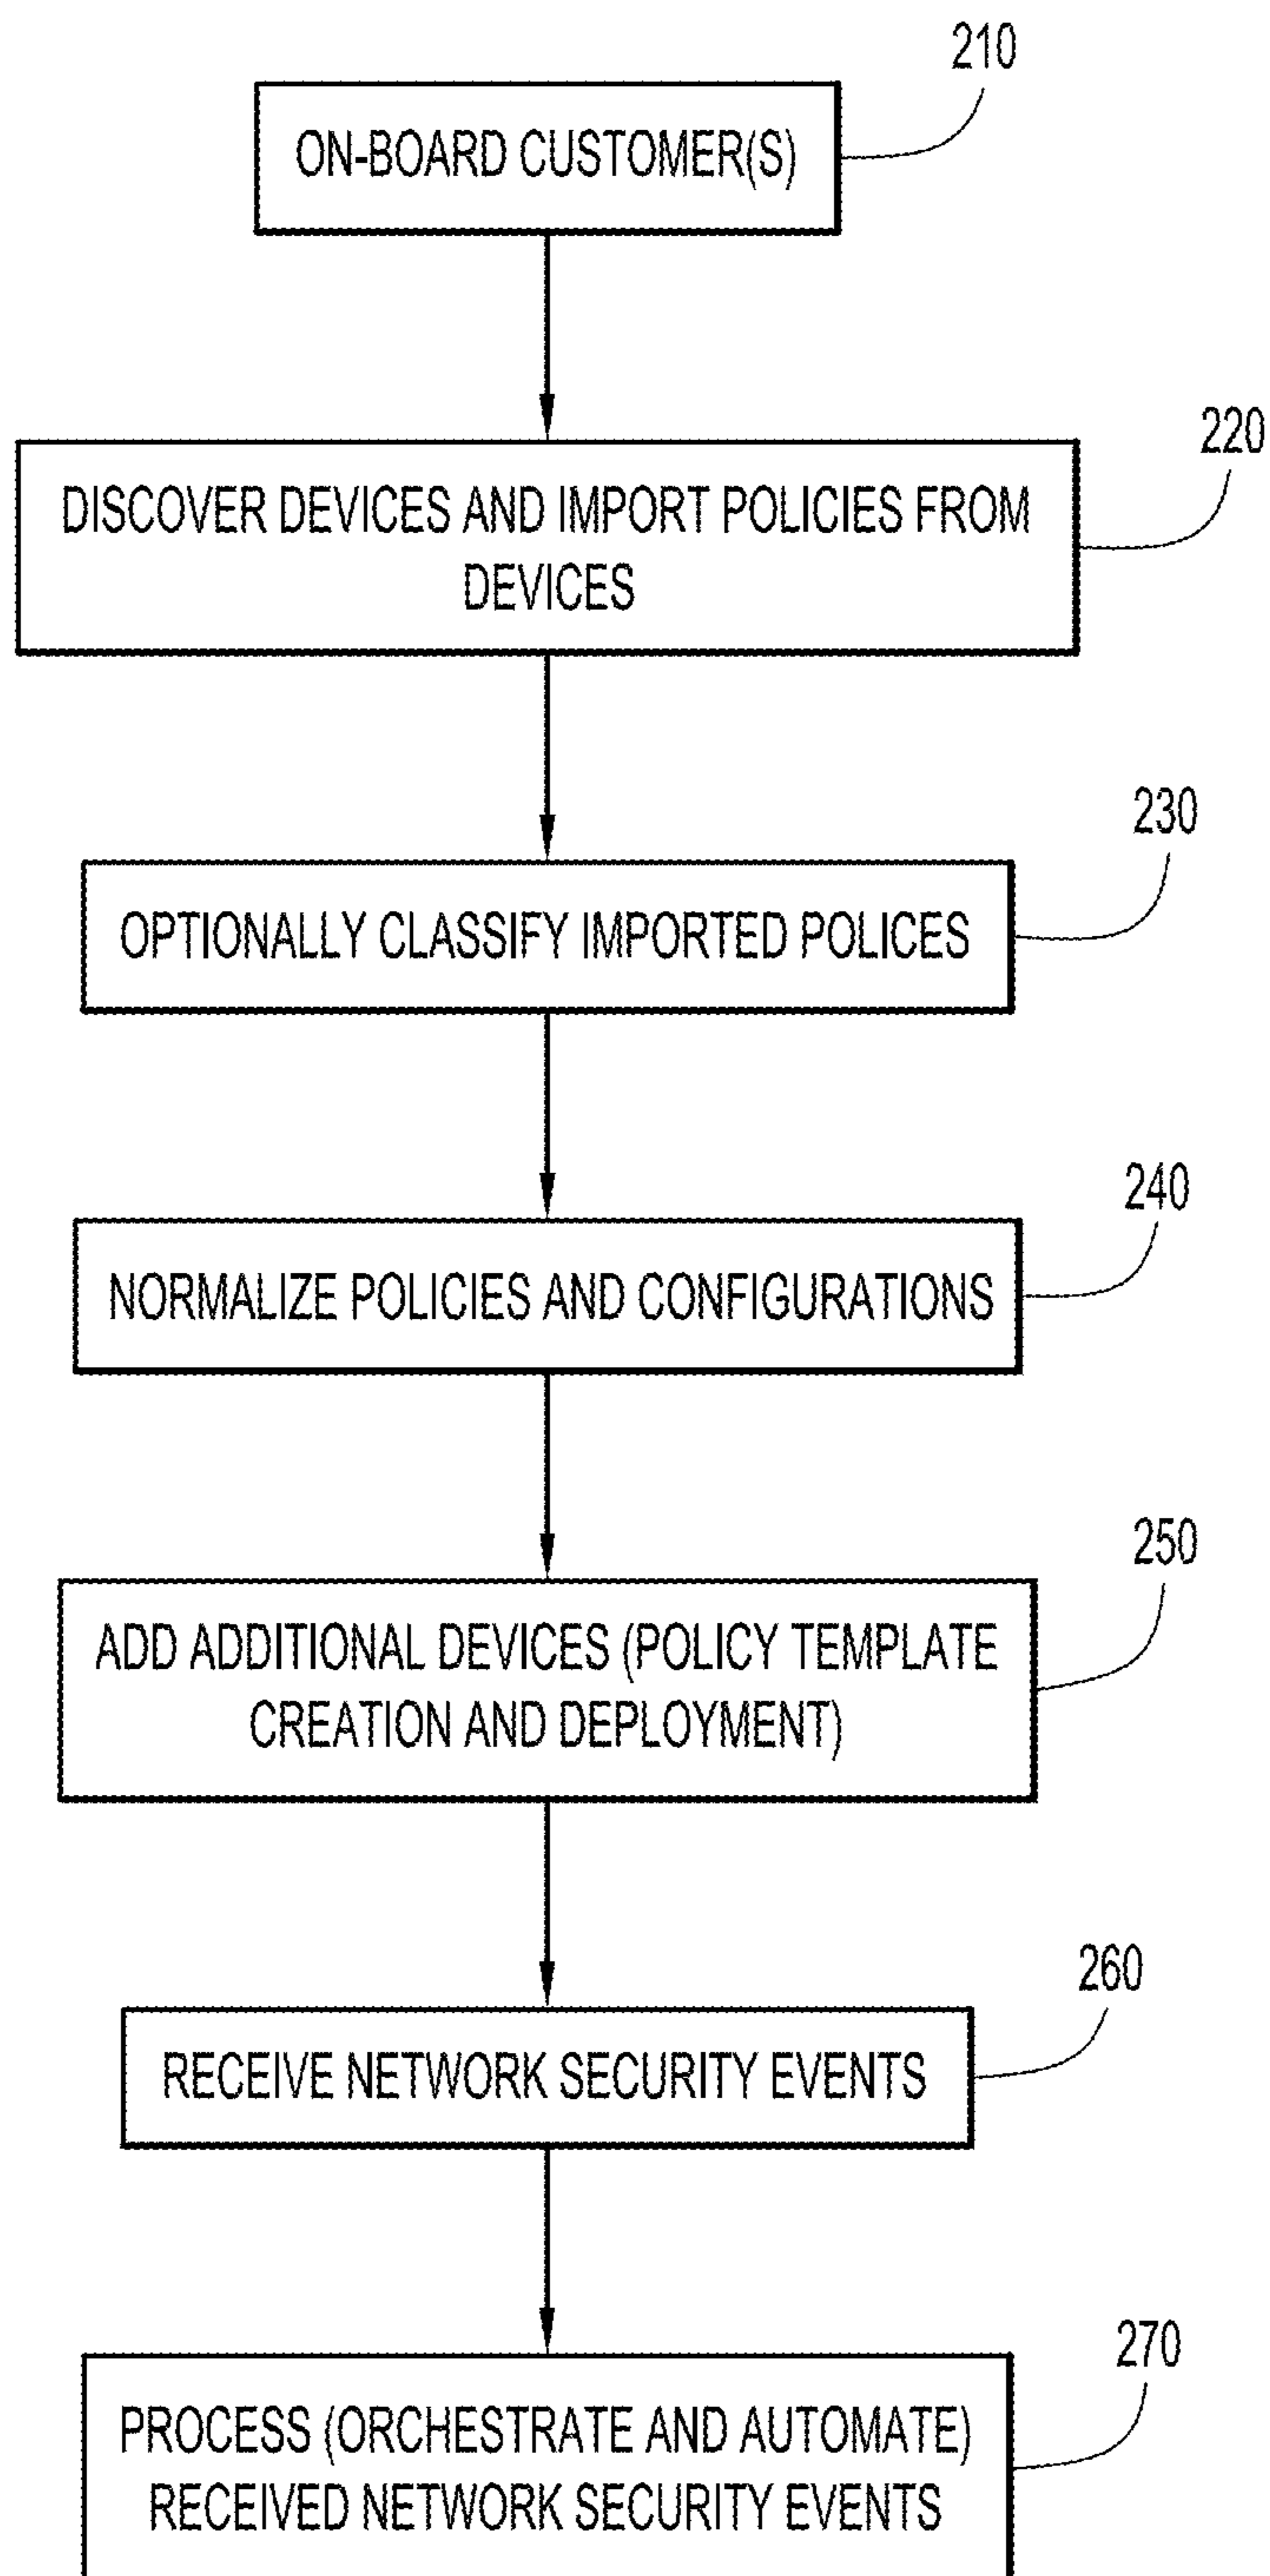 210
ON-BOARD CUSTOMER(S)
220
DISCOVER DEVICES AND IMPORT POLICIES FROM
DEVICES
230
OPTIONALLY CLASSIFY IMPORTED POLICES
240
NORMALIZE POLICIES AND CONFIGURATIONS
250
ADD ADDITIONAL DEVICES (POLICY TEMPLATE
CREATION AND DEPLOYMENT)
260
RECEIVE NETWORK SECURITY EVENTS
270
PROCESS (ORCHESTRATE AND AUTOMATE)
RECEIVED NETWORK SECURITY EVENTS